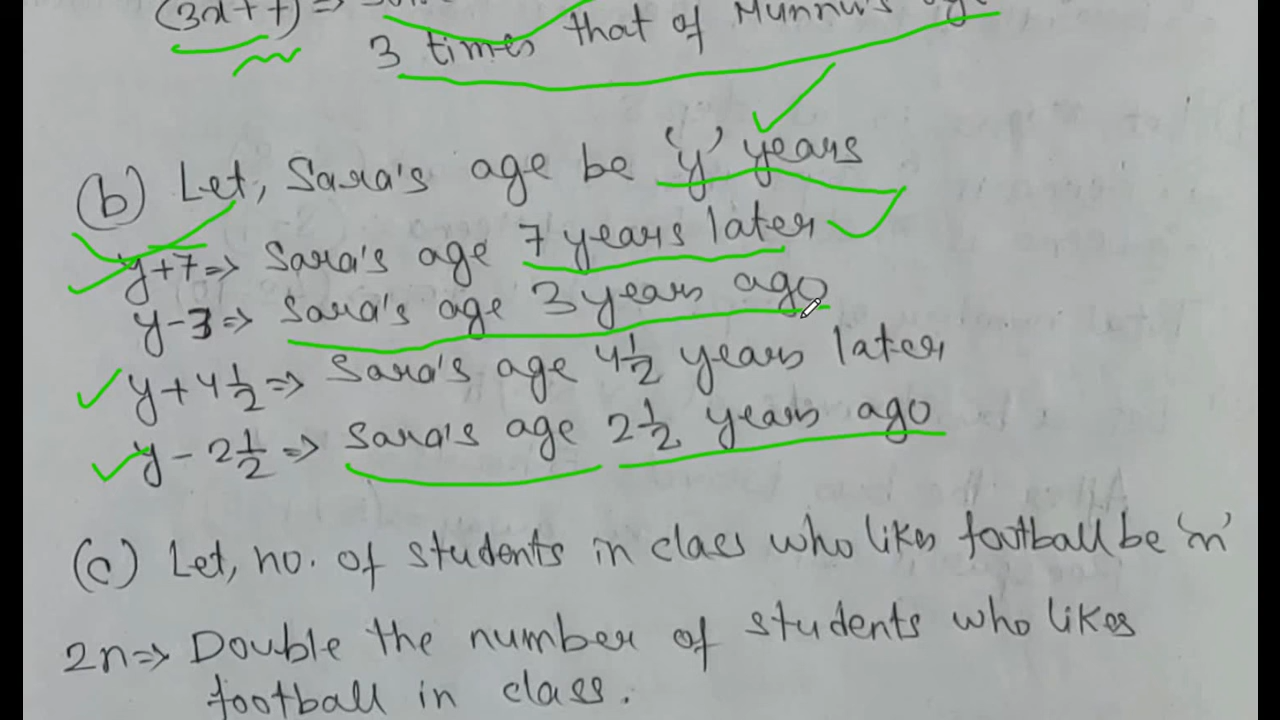 (3x+7) =>
3 times that of Munnu's
(b) Let, Sara's age be 'y' years
y+7 => Sara's age 7 years later
y-3 => Sara's age 3 years ago
y+4½ => Sara's age 4½ years later
y-2½ => Sara's age 2½ years ago
(c) Let, no. of students in class who likes football be 'n'
2n => Double the number of students who likes
football in class.